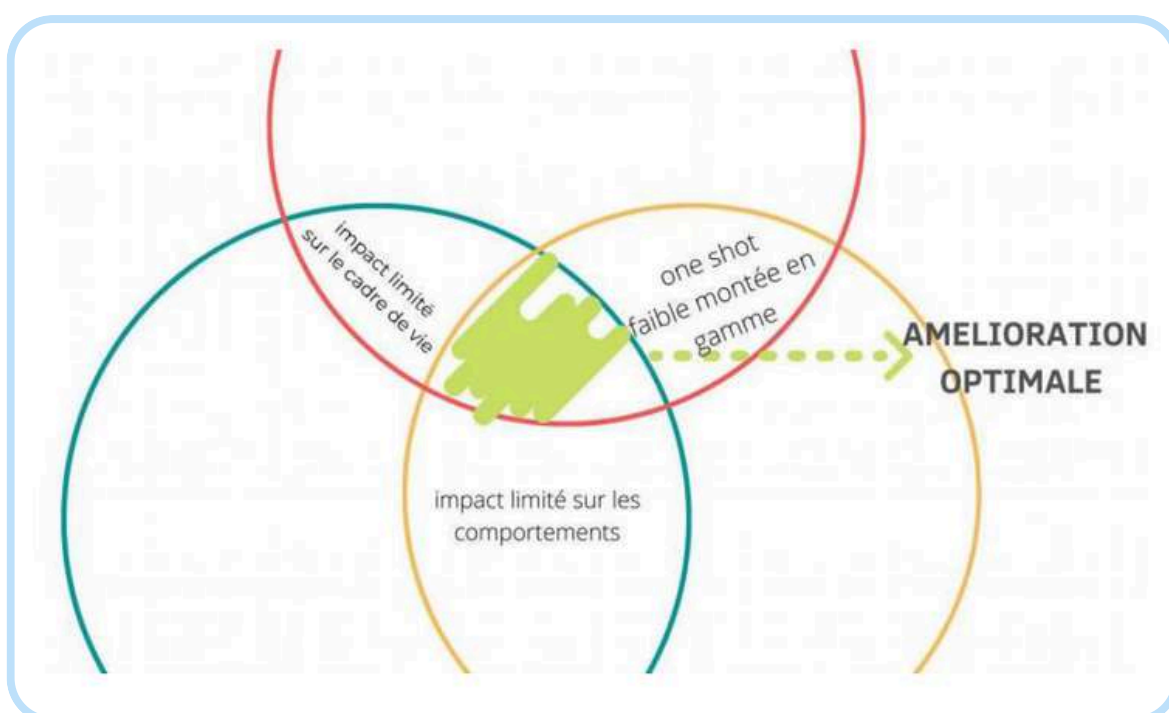 impact limité
sur le cadre de vie
one shot
faible montée en
gamme
AMELIORATION
OPTIMALE
impact limité sur les
comportements